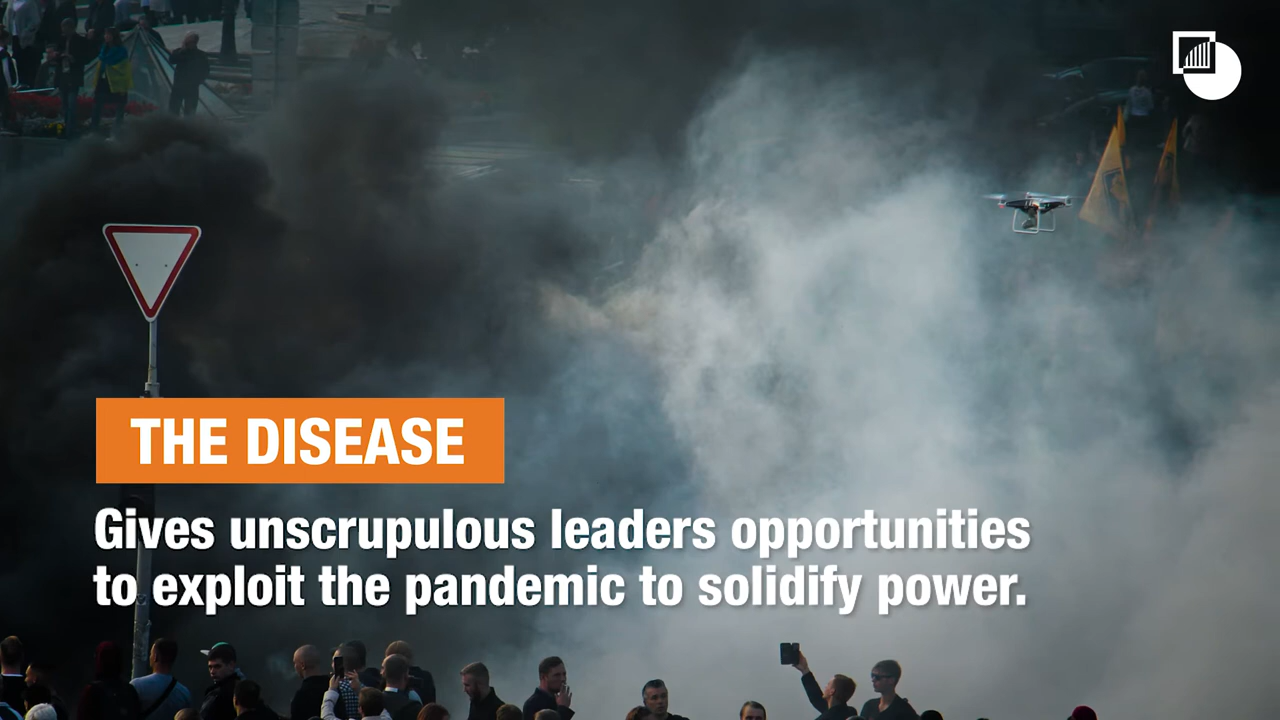 THE DISEASE
Gives unscrupulous leaders opportunities
to exploit the pandemic to solidify power.